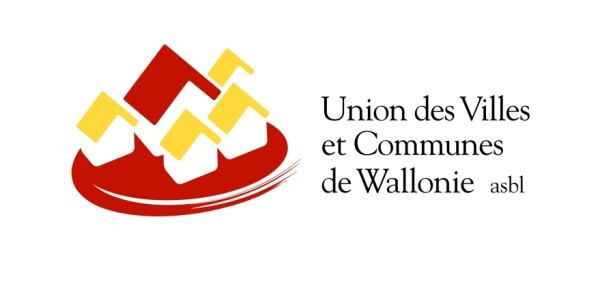 Union des Villes
et Communes
de Wallonie asbl